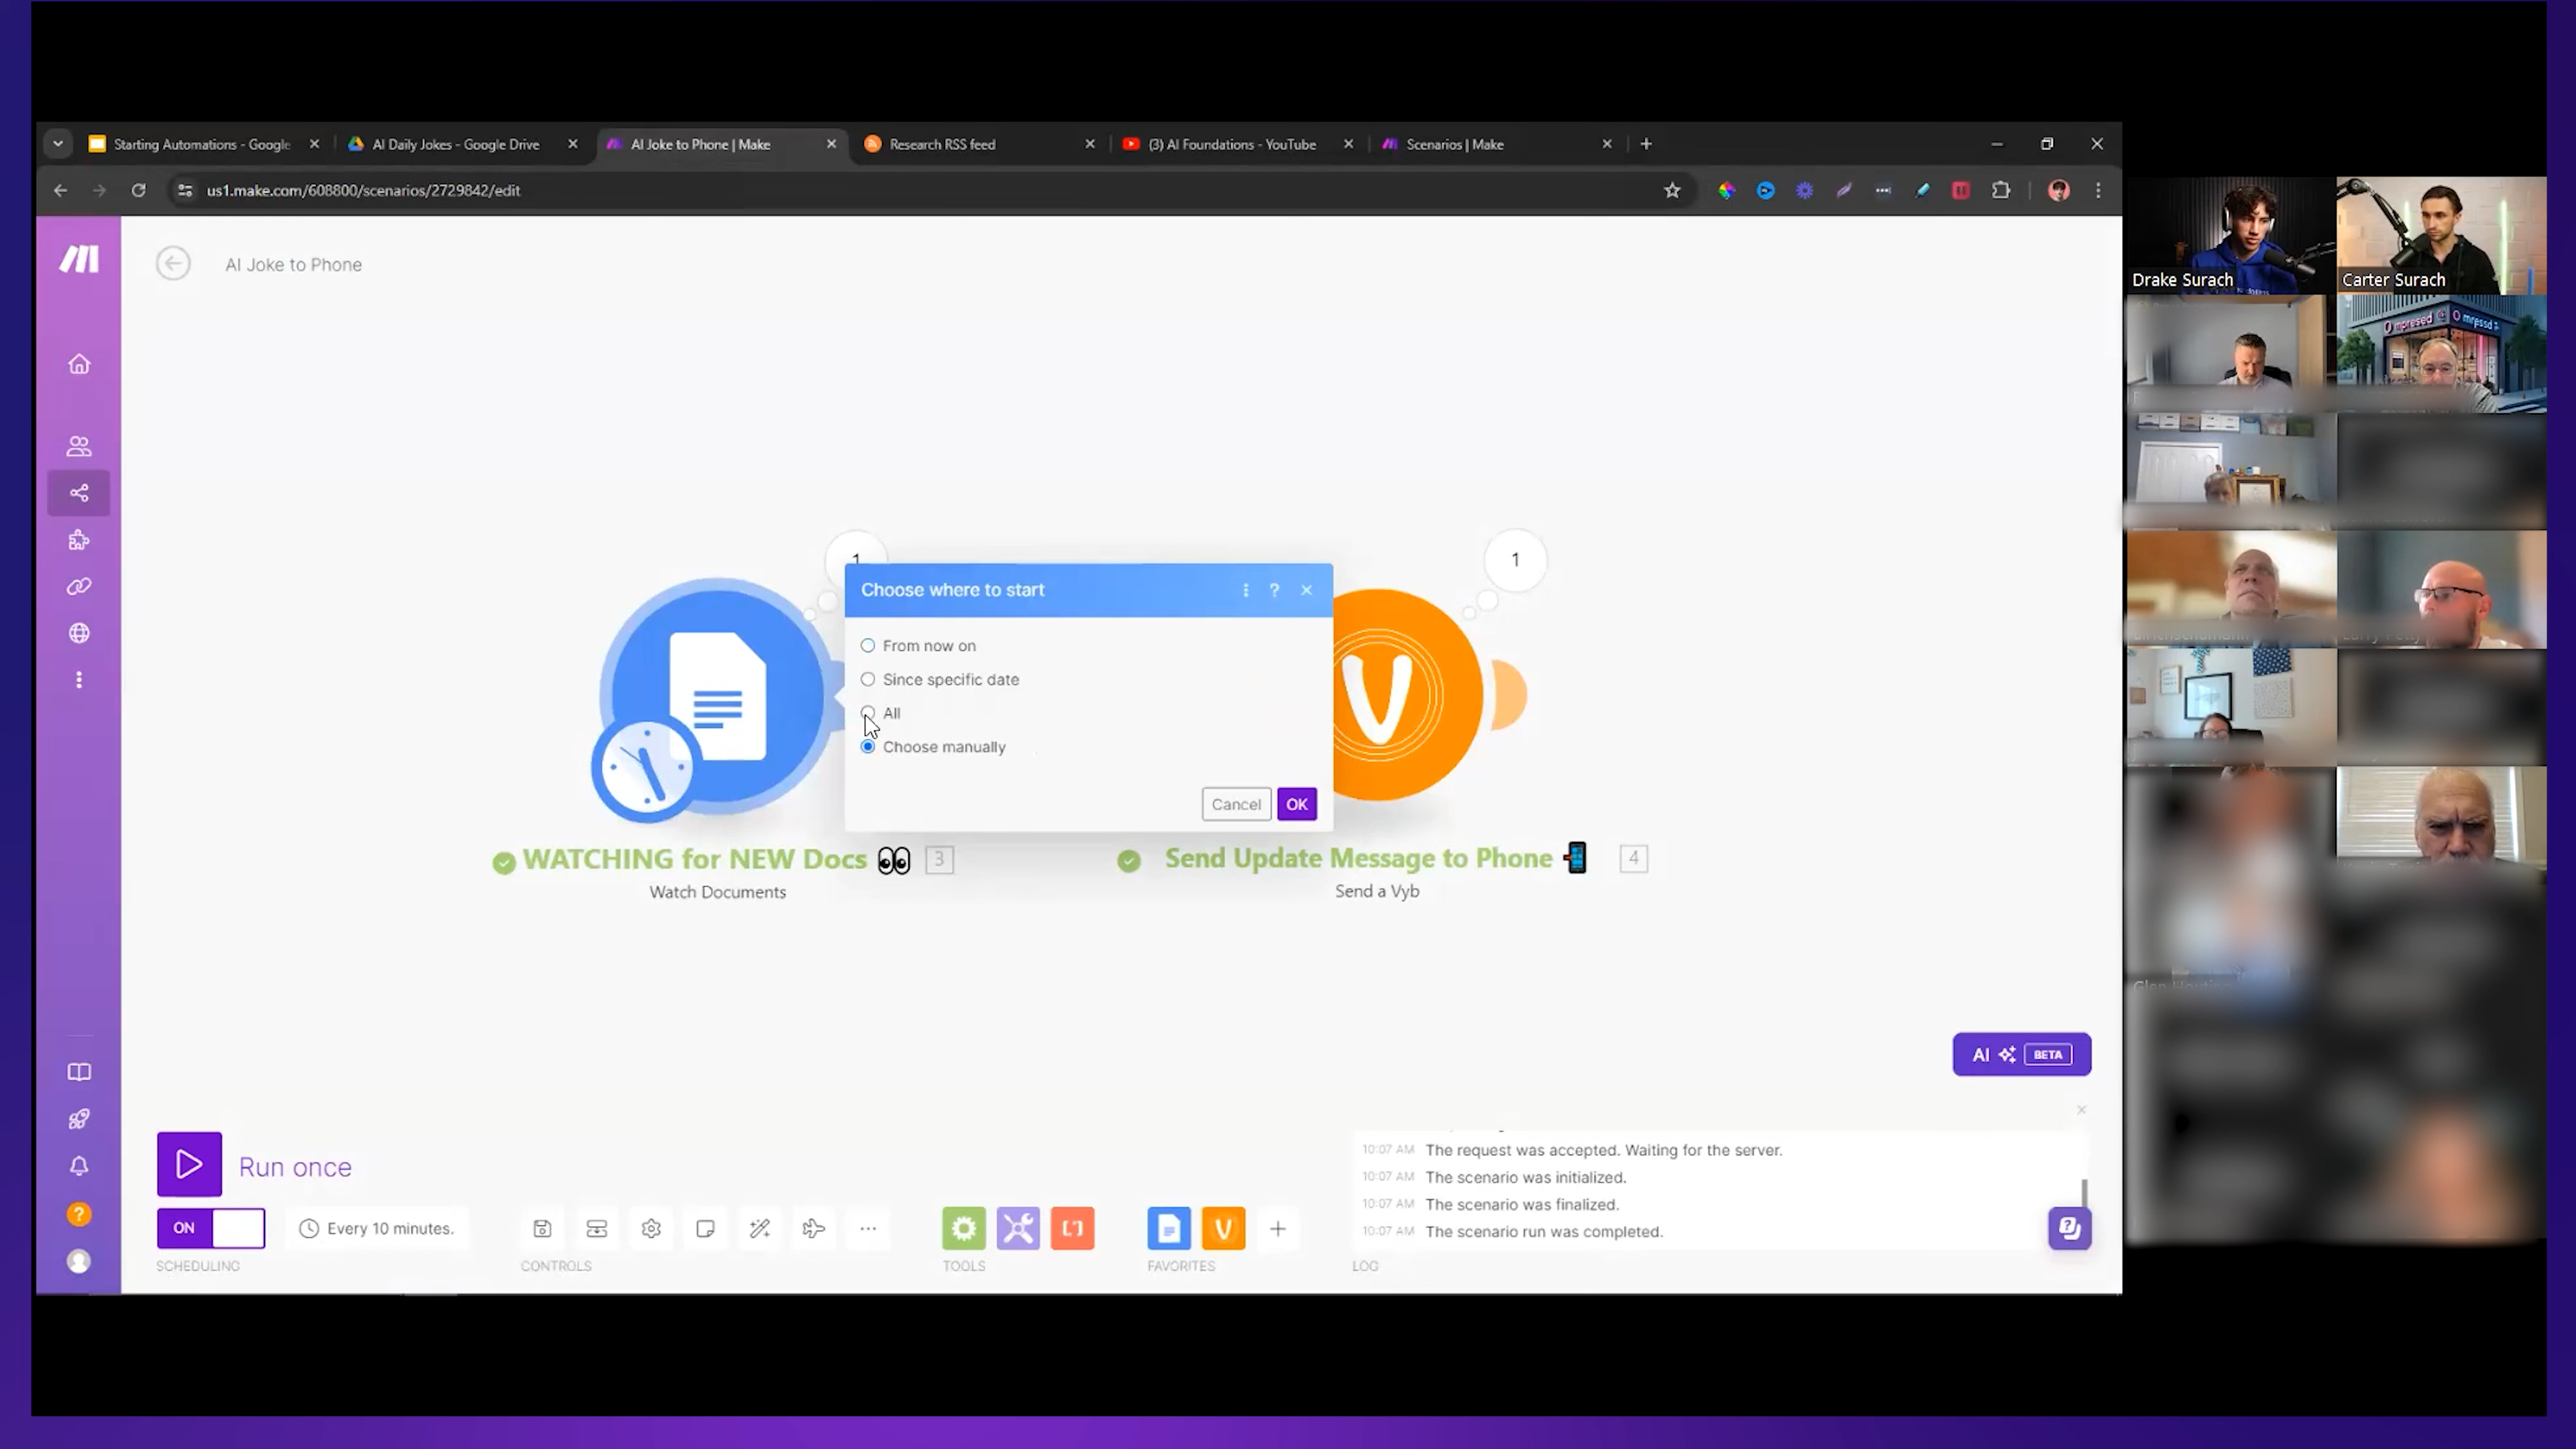 Starting Automations - Google
AI Daily Jokes - Google Drive
AI Joke to Phone | Make
Research RSS feed
(3) AI Foundations - YouTube
Scenarios | Make
us1.make.com/608800/scenarios/2729842/edit
AI Joke to Phone
Drake Surach
Carter Surach
1
1
Choose where to start
?
From now on
Since specific date
All
Choose manually
Cancel
OK
V
WATCHING for NEW Docs 👀 3
Watch Documents
Send Update Message to Phone 📲 4
Send a Vyb
AI BETA
Run once
ON
Every 10 minutes.
SCHEDULING
CONTROLS
TOOLS
FAVORITES
10:07 AM The request was accepted. Waiting for the server.
10:07 AM The scenario was initialized.
10:07 AM The scenario was finalized.
10:07 AM The scenario run was completed.
LOG